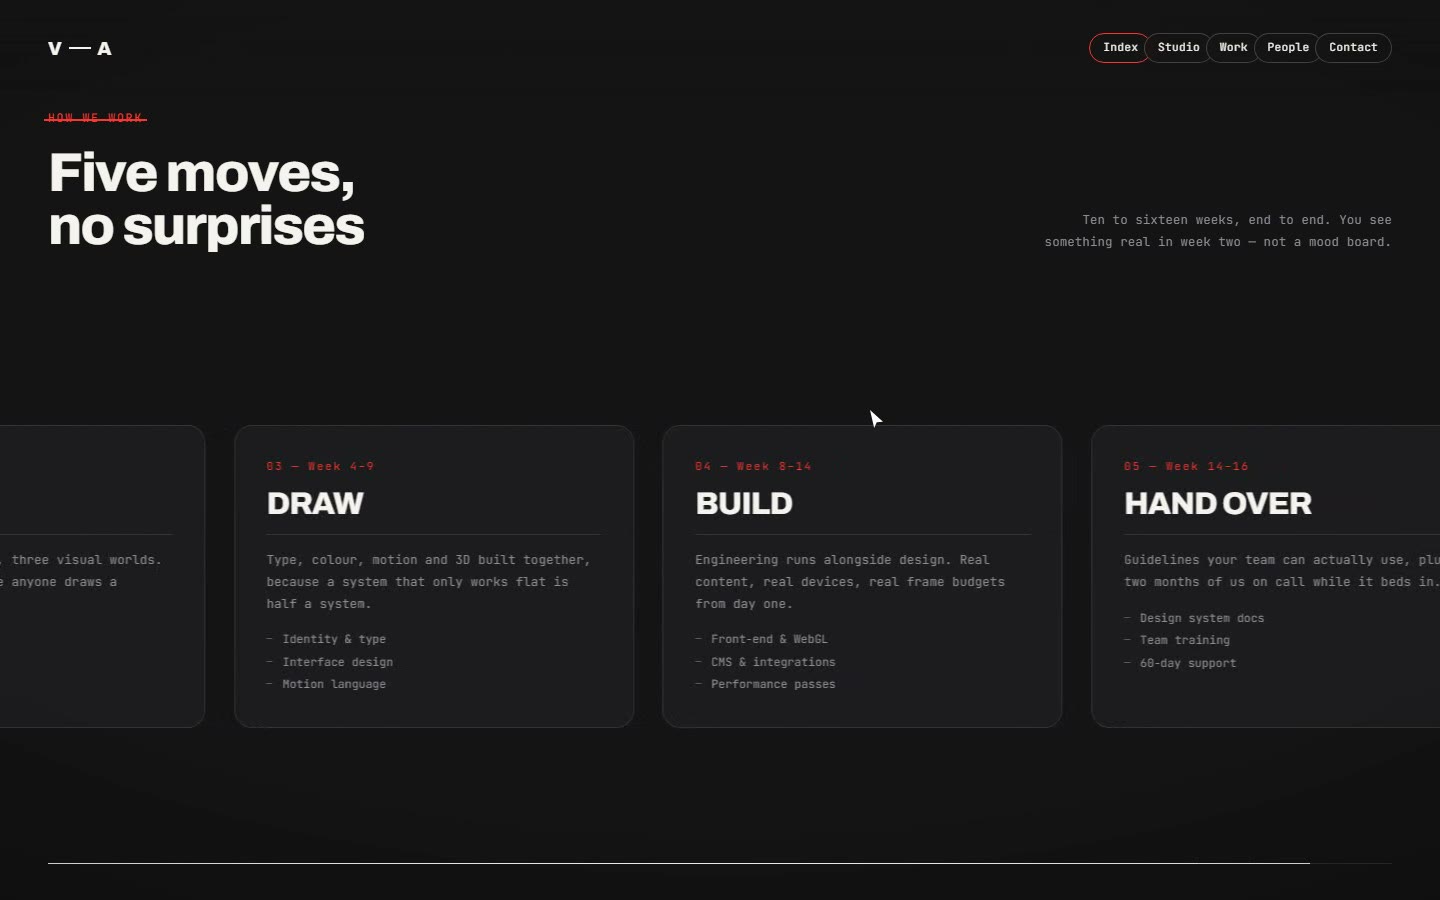 V — A
Index Studio Work People Contact
HOW WE WORK
Five moves,
no surprises
Ten to sixteen weeks, end to end. You see
something real in week two — not a mood board.
three visual worlds.
anyone draws a
03 — Week 4–9
DRAW
Type, colour, motion and 3D built together,
because a system that only works flat is
half a system.
— Identity & type
— Interface design
— Motion language
04 — Week 8–14
BUILD
Engineering runs alongside design. Real
content, real devices, real frame budgets
from day one.
— Front-end & WebGL
— CMS & integrations
— Performance passes
05 — Week 14–16
HAND OVER
Guidelines your team can actually use,
two months of us on call while it beds in.
— Design system docs
— Team training
— 60-day support